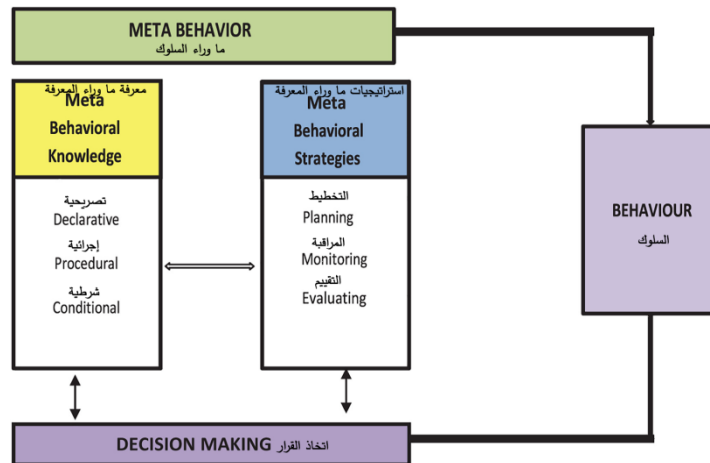 META BEHAVIOR
ما وراء السلوك
معرفة ما وراء المعرفة
Meta
Behavioral
Knowledge
تصريحية
Declarative
إجرائية
Procedural
شرطية
Conditional
استراتيجيات ما وراء المعرفة
Meta
Behavioral
Strategies
التخطيط
Planning
المراقبة
Monitoring
التقييم
Evaluating
BEHAVIOUR
السلوك
DECISION MAKING اتخاذ القرار